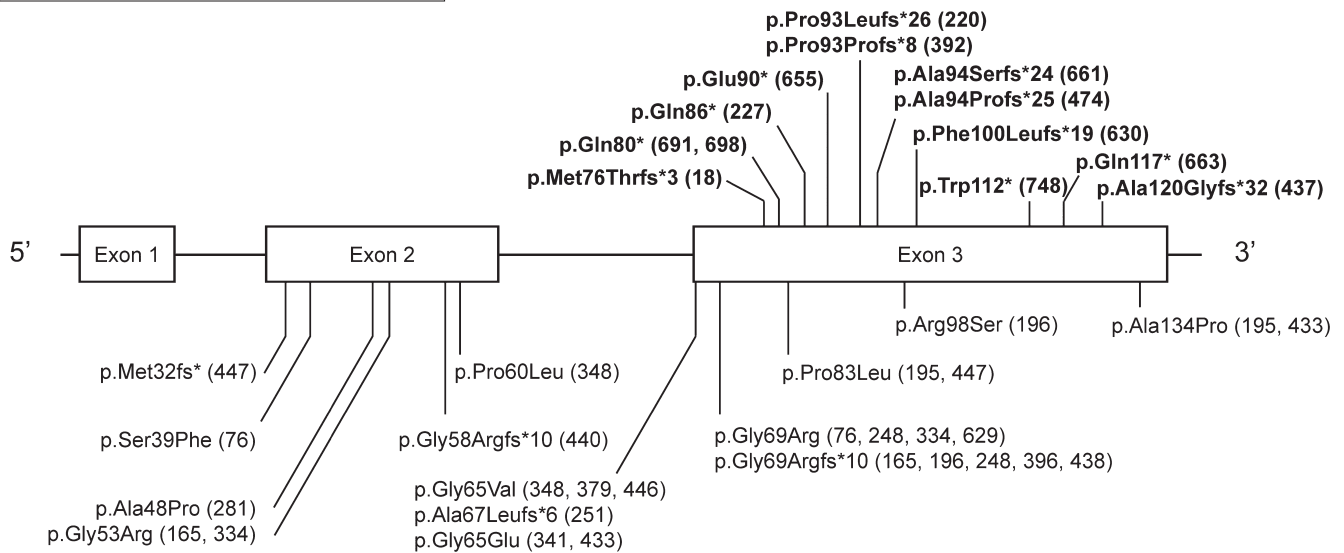 p.Pro93Leufs*26 (220)
p.Pro93Profs*8 (392)
p.Glu90* (655)
p.Ala94Serfs*24 (661)
p.Ala94Profs*25 (474)
p.Gln86* (227)
p.Phe100Leufs*19 (630)
p.Gln80* (691, 698)
p.Gln117* (663)
p.Met76Thrfs*3 (18)
p.Trp112* (748)
p.Ala120Glyfs*32 (437)
5’
Exon 1
Exon 2
Exon 3
3’
p.Arg98Ser (196)
p.Ala134Pro (195, 433)
p.Met32fs* (447)
p.Pro60Leu (348)
p.Pro83Leu (195, 447)
p.Ser39Phe (76)
p.Gly58Argfs*10 (440)
p.Gly69Arg (76, 248, 334, 629)
p.Gly69Argfs*10 (165, 196, 248, 396, 438)
p.Ala48Pro (281)
p.Gly53Arg (165, 334)
p.Gly65Val (348, 379, 446)
p.Ala67Leufs*6 (251)
p.Gly65Glu (341, 433)